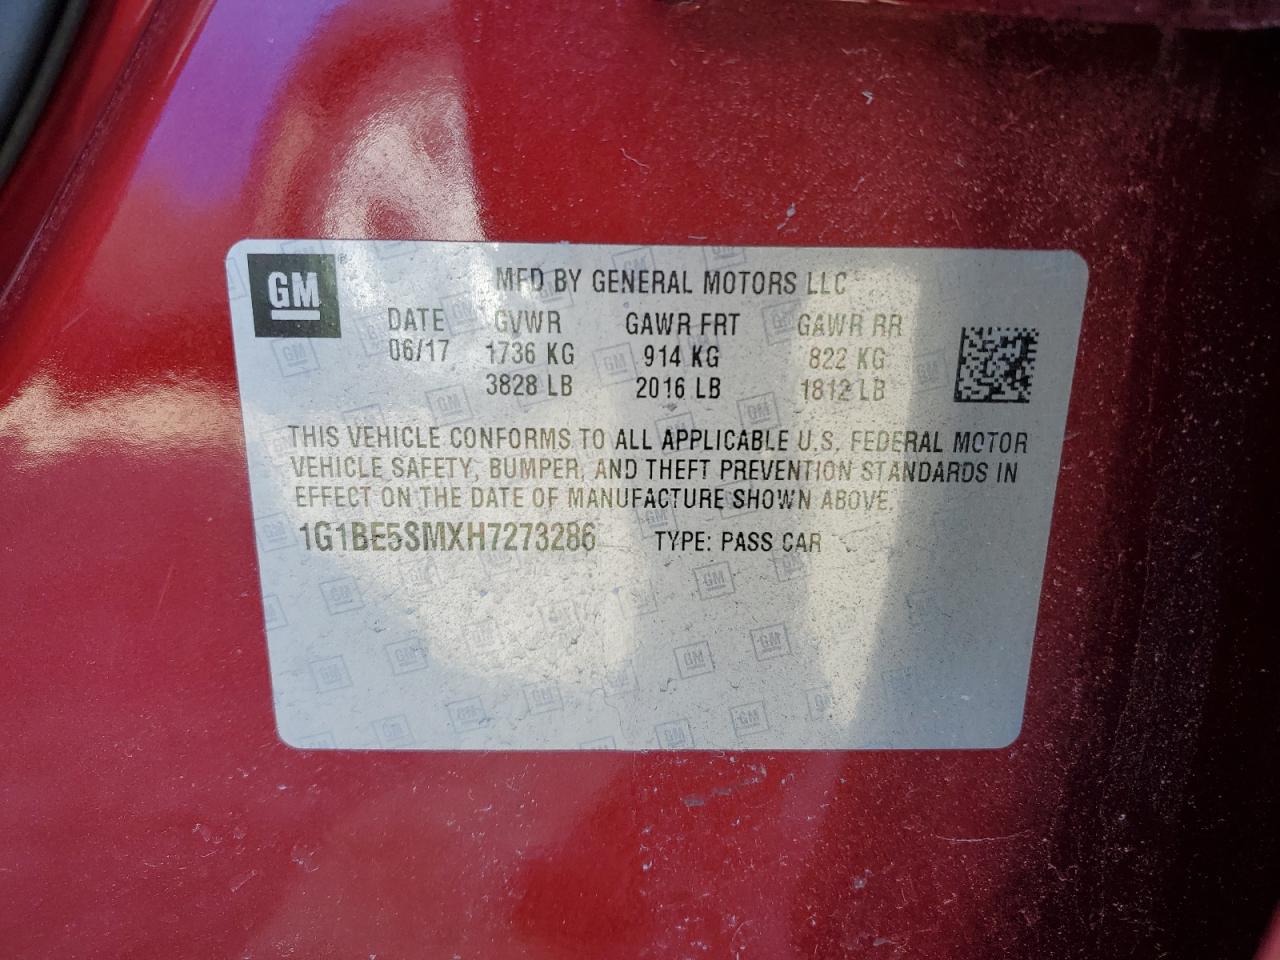 GM®
MFD BY GENERAL MOTORS LLC
DATE GVWR GAWR FRT GAWR RR
06/17 1736 KG 914 KG 822 KG
3828 LB 2016 LB 1812 LB
THIS VEHICLE CONFORMS TO ALL APPLICABLE U.S. FEDERAL MOTOR
VEHICLE SAFETY, BUMPER, AND THEFT PREVENTION STANDARDS IN
EFFECT ON THE DATE OF MANUFACTURE SHOWN ABOVE.
1G1BE5SMXH7273286 TYPE: PASS CAR